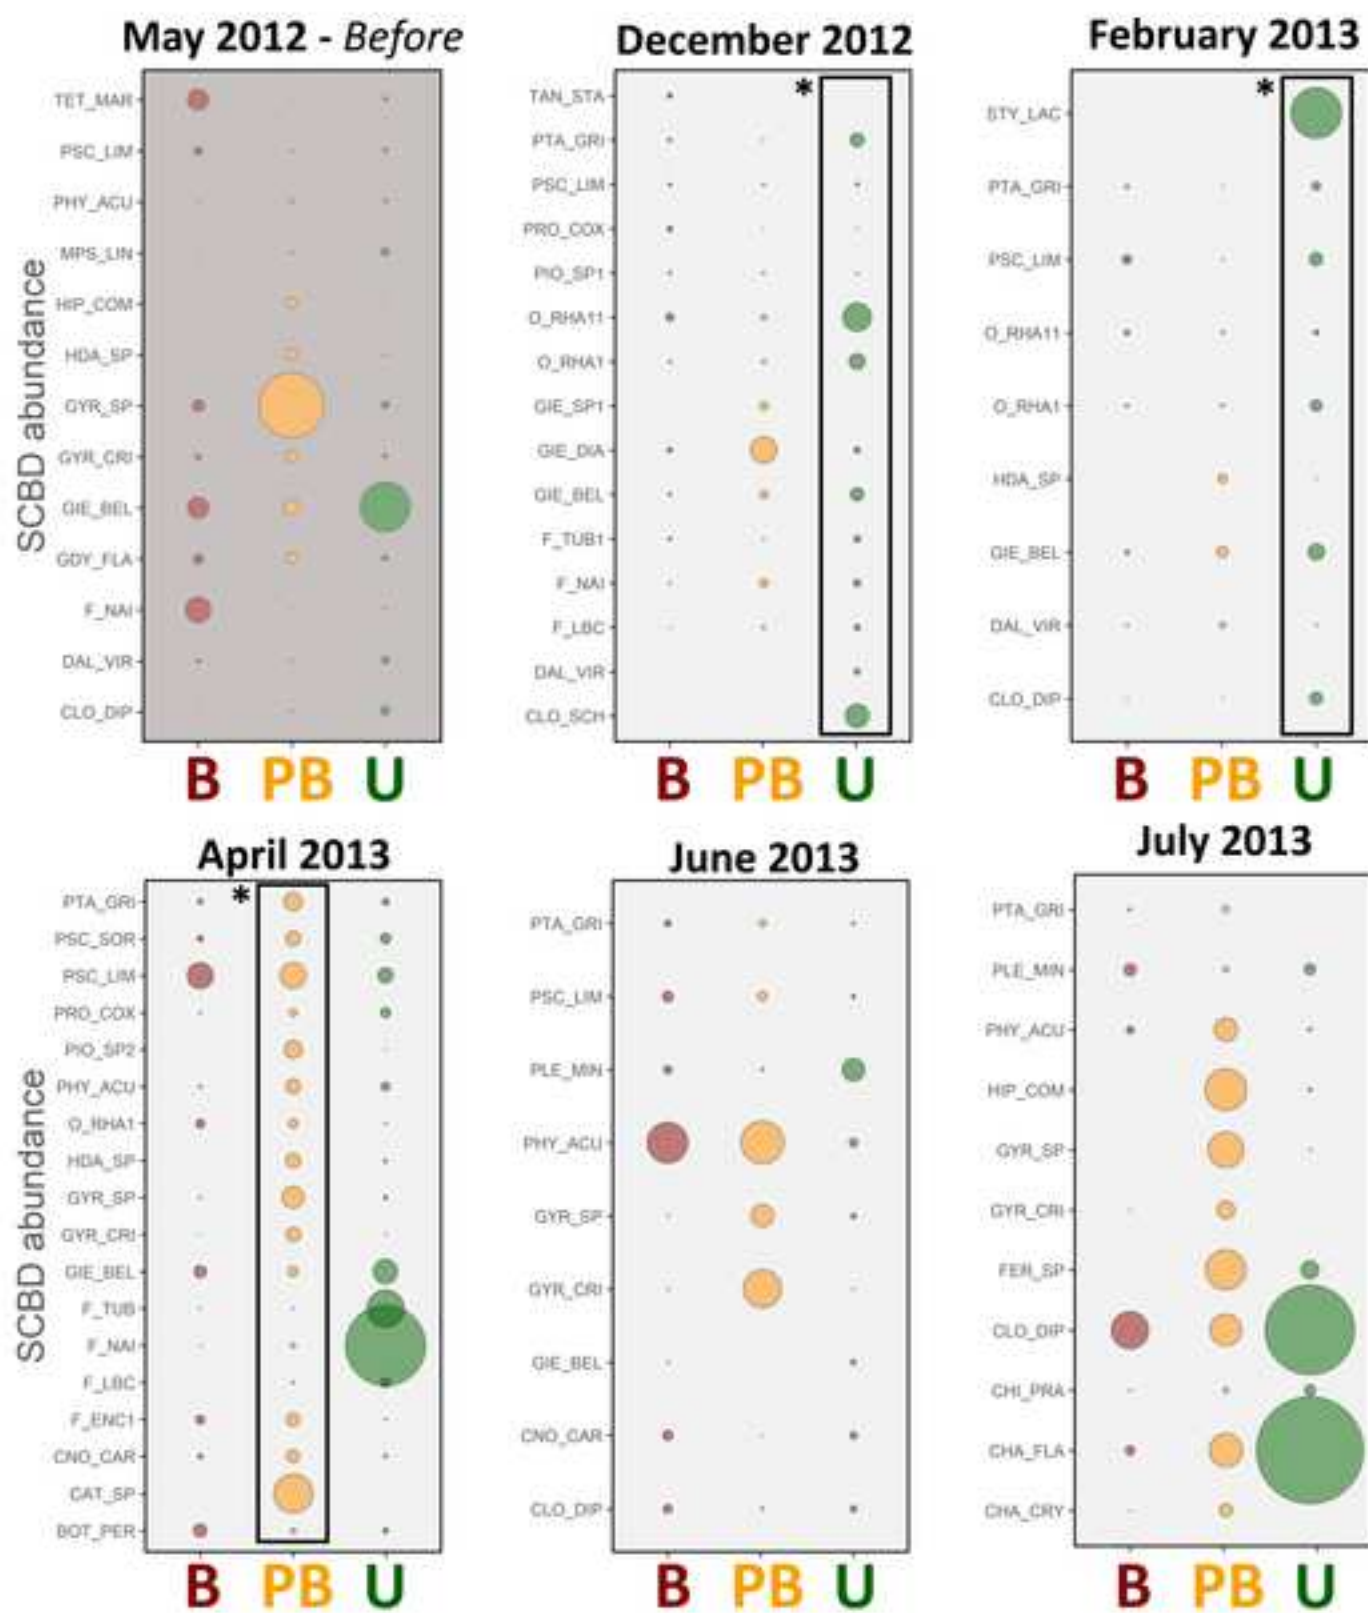 May 2012 - Before
SCBD abundance
TET_MAR
PSC_LIM
PHY_ACU
MPS_LIN
HIP_COM
HDA_SP
GYR_SP
GYR_CRI
GIE_BEL
GDY_FLA
F_NAI
DAL_VIR
CLO_DIP
B PB U
December 2012
*
TAN_STA
PTA_GRI
PSC_LIM
PRO_COX
PIO_SP1
O_RHA11
O_RHA1
GIE_SP1
GIE_DIA
GIE_BEL
F_TUB1
F_NAI
F_LBC
DAL_VIR
CLO_SCH
B PB U
February 2013
*
STY_LAC
PTA_GRI
PSC_LIM
O_RHA11
O_RHA1
HDA_SP
GIE_BEL
DAL_VIR
CLO_DIP
B PB U
April 2013
*
SCBD abundance
PTA_GRI
PSC_SOR
PSC_LIM
PRO_COX
PIO_SP2
PHY_ACU
O_RHA1
HDA_SP
GYR_SP
GYR_CRI
GIE_BEL
F_TUB
F_NAI
F_LBC
F_ENC1
CNO_CAR
CAT_SP
BOT_PER
B PB U
June 2013
PTA_GRI
PSC_LIM
PLE_MIN
PHY_ACU
GYR_SP
GYR_CRI
GIE_BEL
CNO_CAR
CLO_DIP
B PB U
July 2013
PTA_GRI
PLE_MIN
PHY_ACU
HIP_COM
GYR_SP
GYR_CRI
FER_SP
CLO_DIP
CHI_PRA
CHA_FLA
CHA_CRY
B PB U